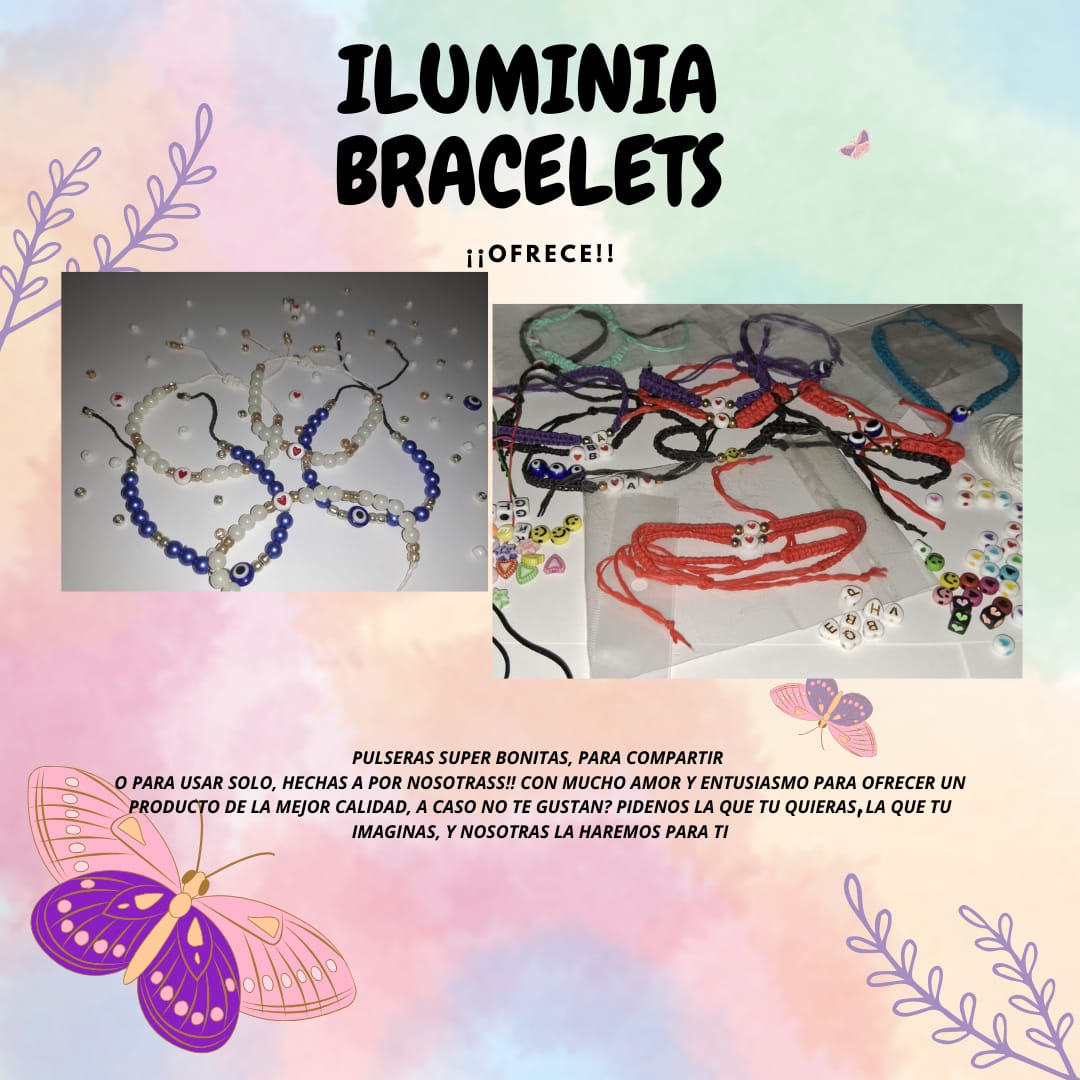 ILUMINIA
BRACELETS
¡¡OFRECE!!
PULSERAS SUPER BONITAS, PARA COMPARTIR
O PARA USAR SOLO, HECHAS A POR NOSOTRASS!! CON MUCHO AMOR Y ENTUSIASMO PARA OFRECER UN
PRODUCTO DE LA MEJOR CALIDAD, A CASO NO TE GUSTAN? PIDENOS LA QUE TU QUIERAS,LA QUE TU
IMAGINAS, Y NOSOTRAS LA HAREMOS PARA TI